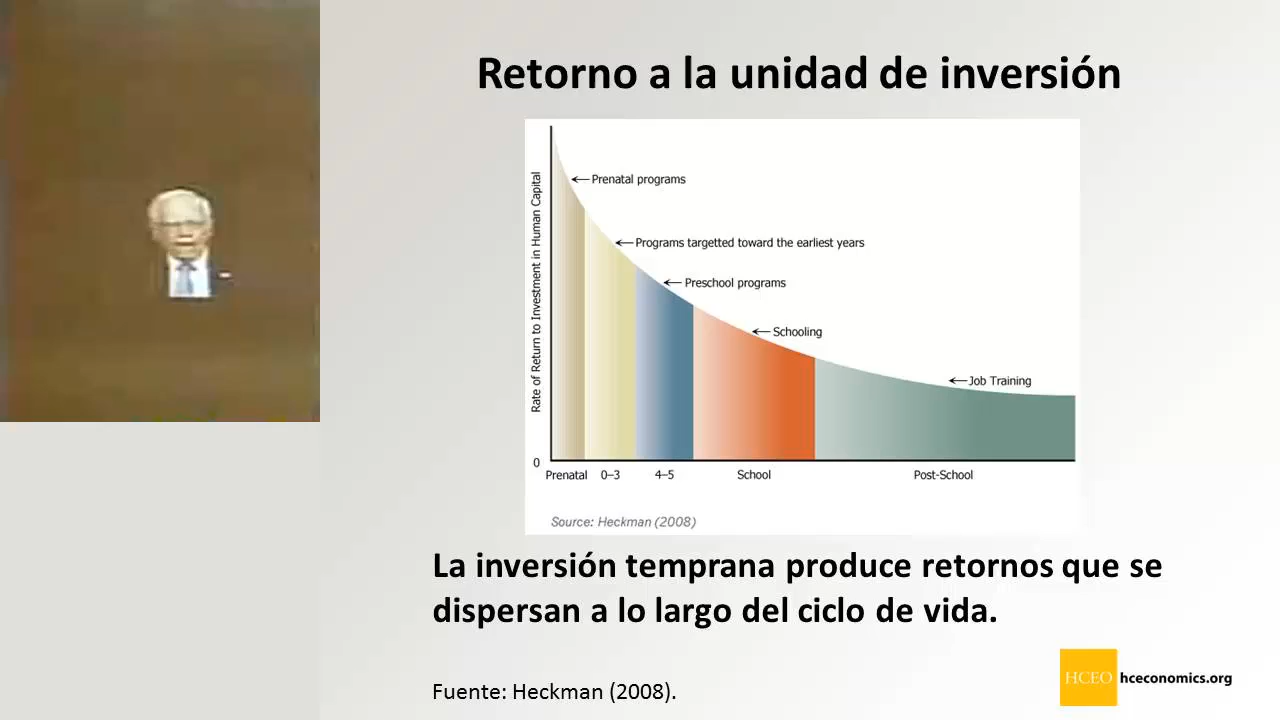 Retorno a la unidad de inversión
Rate of Return to Investment in Human Capital
Prenatal programs
Programs targetted toward the earliest years
Preschool programs
Schooling
Job Training
0
Prenatal 0–3 4–5 School Post-School
Source: Heckman (2008)
La inversión temprana produce retornos que se
dispersan a lo largo del ciclo de vida.
Fuente: Heckman (2008).
HCEO hceconomics.org